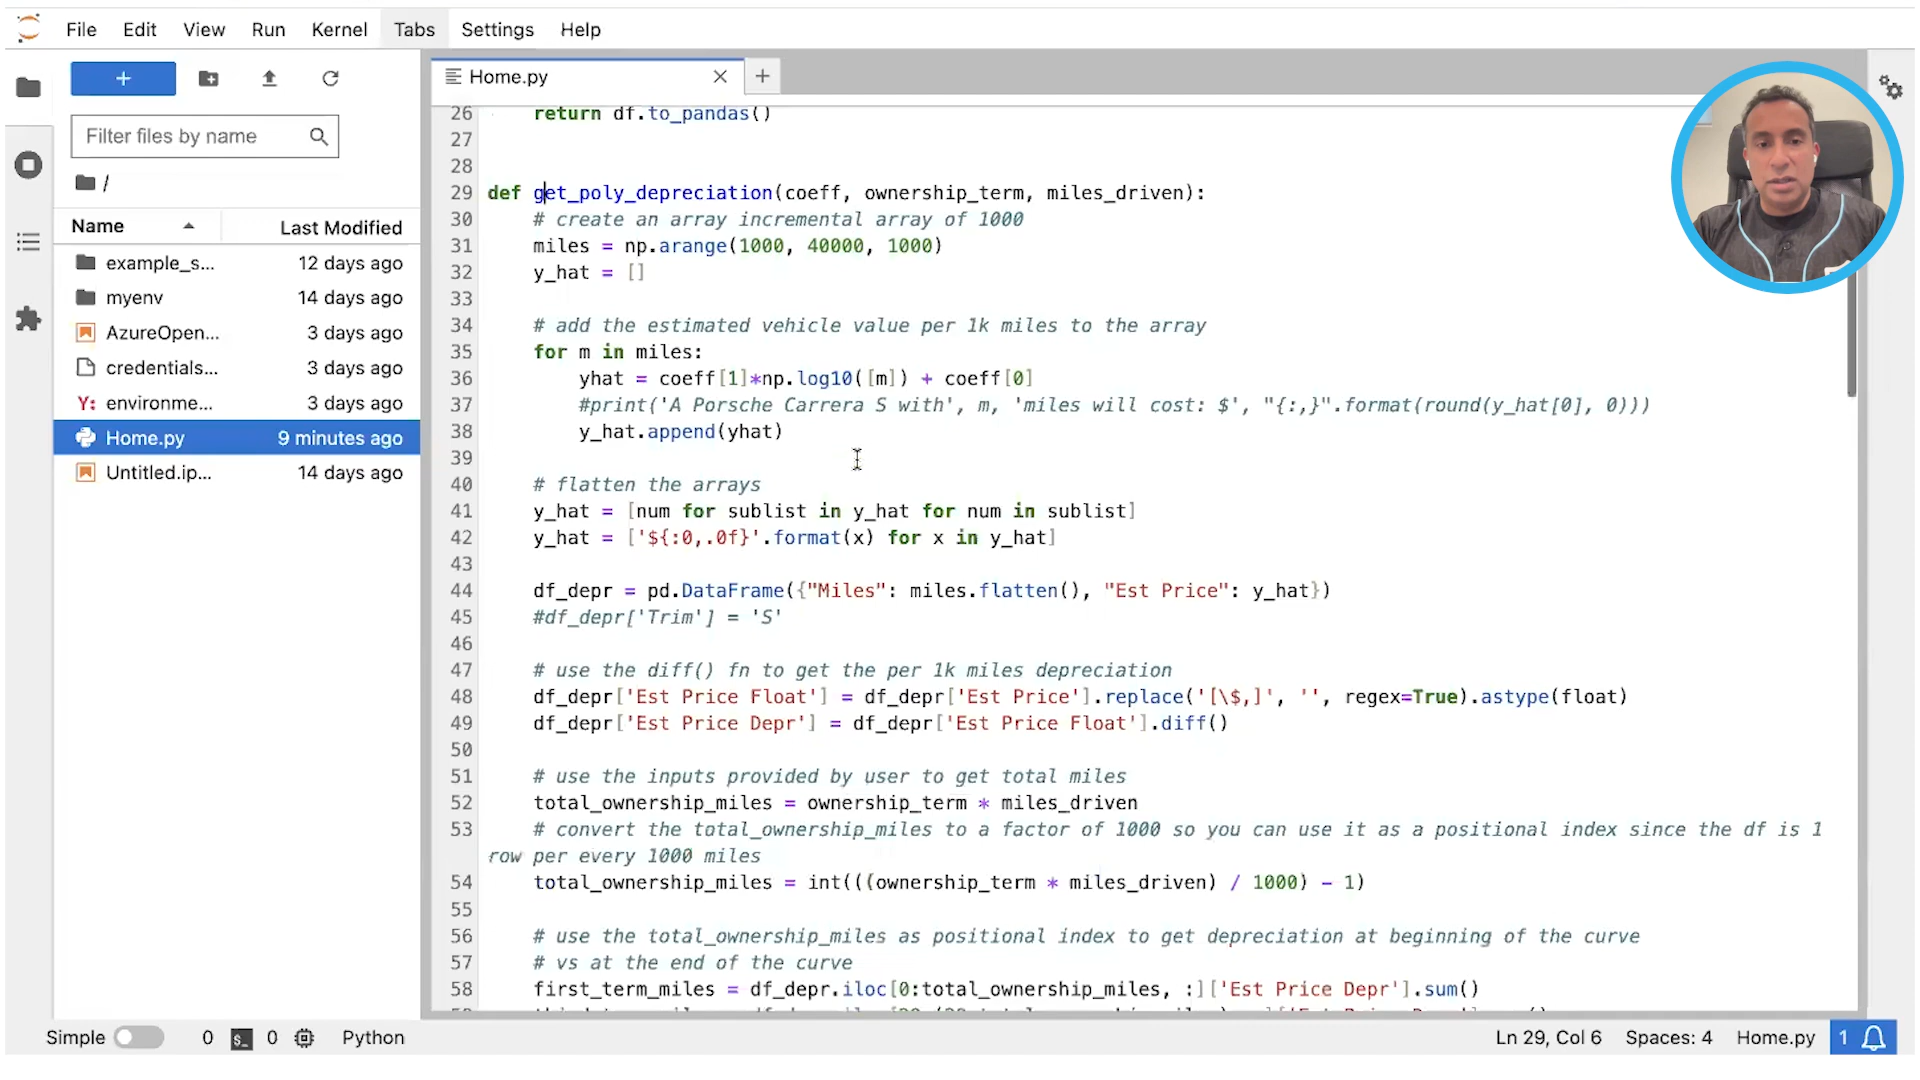 File Edit View Run Kernel Tabs Settings Help
+
Filter files by name
/
Name Last Modified
example_s... 12 days ago
myenv 14 days ago
AzureOpen... 3 days ago
credentials... 3 days ago
Y: environme... 3 days ago
Home.py 9 minutes ago
Untitled.ip... 14 days ago
Home.py
26 return df.to_pandas()
27
28
29 def get_poly_depreciation(coeff, ownership_term, miles_driven):
30 # create an array incremental array of 1000
31 miles = np.arange(1000, 40000, 1000)
32 y_hat = []
33
34 # add the estimated vehicle value per 1k miles to the array
35 for m in miles:
36 yhat = coeff[1]*np.log10([m]) + coeff[0]
37 #print('A Porsche Carrera S with', m, 'miles will cost: $', "{:,}".format(round(y_hat[0], 0)))
38 y_hat.append(yhat)
39
40 # flatten the arrays
41 y_hat = [num for sublist in y_hat for num in sublist]
42 y_hat = ['${:0,.0f}'.format(x) for x in y_hat]
43
44 df_depr = pd.DataFrame({"Miles": miles.flatten(), "Est Price": y_hat})
45 #df_depr['Trim'] = 'S'
46
47 # use the diff() fn to get the per 1k miles depreciation
48 df_depr['Est Price Float'] = df_depr['Est Price'].replace('[\$,]', '', regex=True).astype(float)
49 df_depr['Est Price Depr'] = df_depr['Est Price Float'].diff()
50
51 # use the inputs provided by user to get total miles
52 total_ownership_miles = ownership_term * miles_driven
53 # convert the total_ownership_miles to a factor of 1000 so you can use it as a positional index since the df is 1
row per every 1000 miles
54 total_ownership_miles = int(((ownership_term * miles_driven) / 1000) - 1)
55
56 # use the total_ownership_miles as positional index to get depreciation at beginning of the curve
57 # vs at the end of the curve
58 first_term_miles = df_depr.iloc[0:total_ownership_miles, :]['Est Price Depr'].sum()
Simple 0 $_ 0 Python Ln 29, Col 6 Spaces: 4 Home.py 1